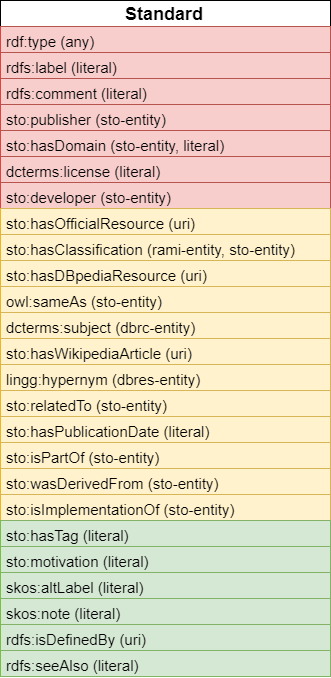 Standard
rdf:type (any)
rdfs:label (literal)
rdfs:comment (literal)
sto:publisher (sto-entity)
sto:hasDomain (sto-entity, literal)
dcterms:license (literal)
sto:developer (sto-entity)
sto:hasOfficialResource (uri)
sto:hasClassification (rami-entity, sto-entity)
sto:hasDBpediaResource (uri)
owl:sameAs (sto-entity)
dcterms:subject (dbrc-entity)
sto:hasWikipediaArticle (uri)
lingg:hypernym (dbres-entity)
sto:relatedTo (sto-entity)
sto:hasPublicationDate (literal)
sto:isPartOf (sto-entity)
sto:wasDerivedFrom (sto-entity)
sto:isImplementationOf (sto-entity)
sto:hasTag (literal)
sto:motivation (literal)
skos:altLabel (literal)
skos:note (literal)
rdfs:isDefinedBy (uri)
rdfs:seeAlso (literal)